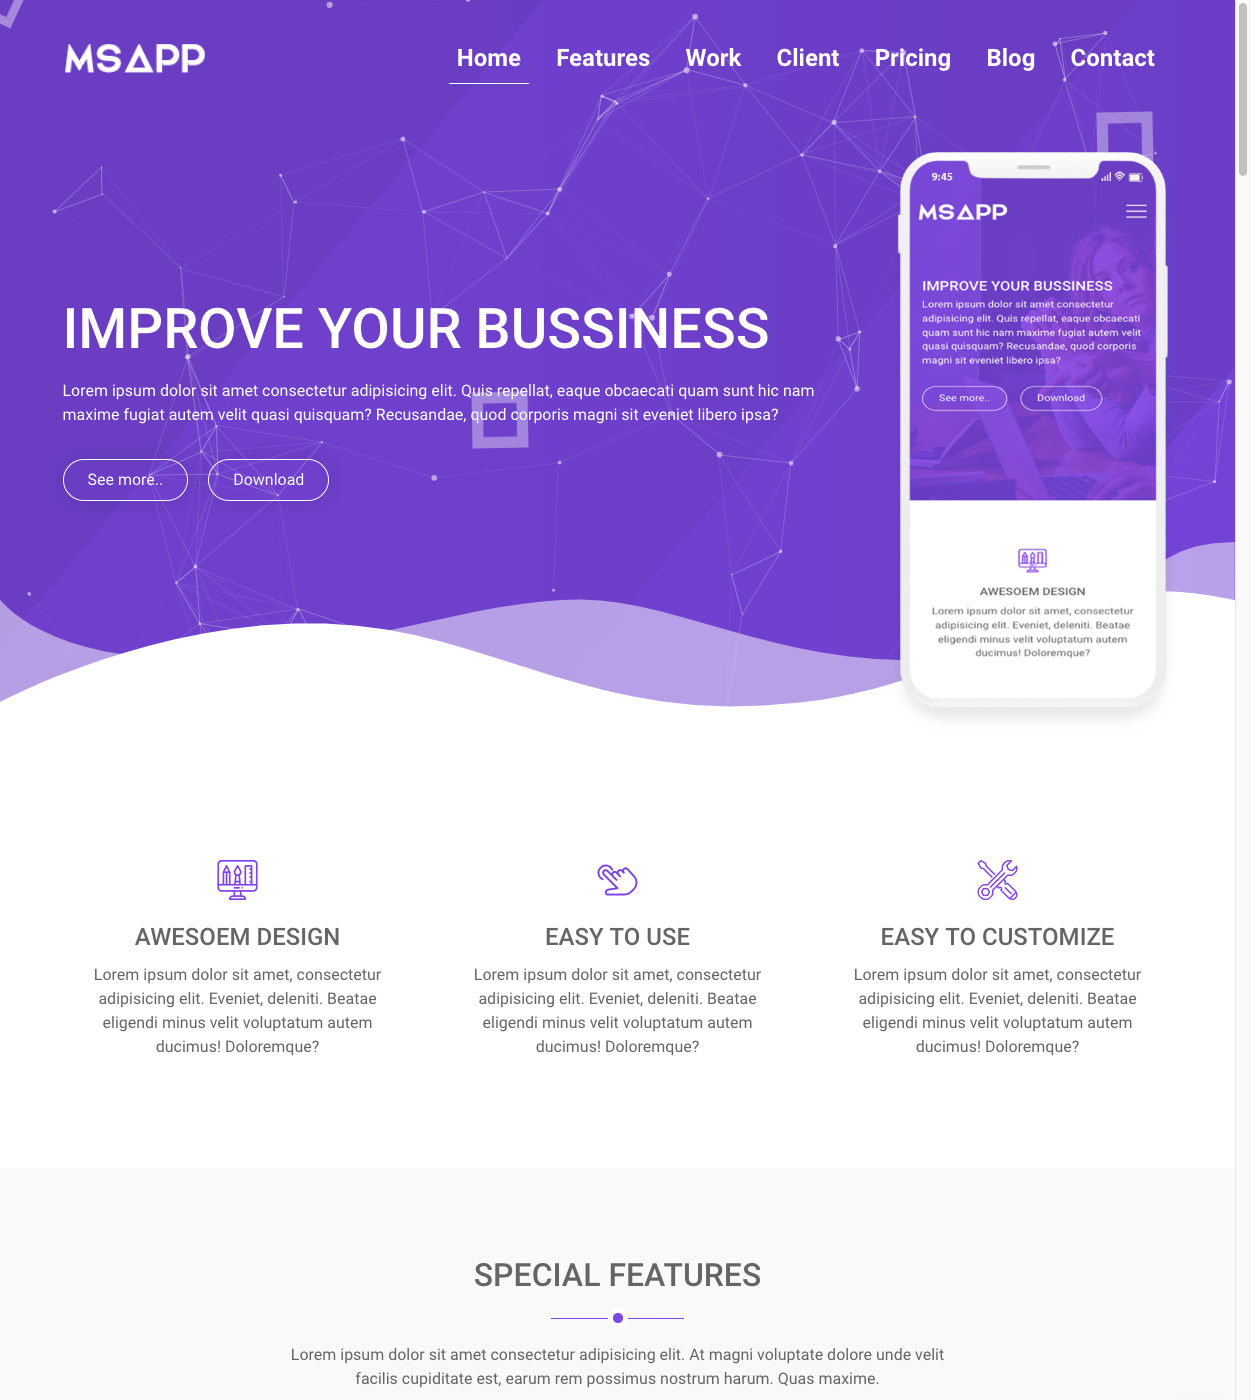 MSAPP
Home Features Work Client Pricing Blog Contact
IMPROVE YOUR BUSSINESS
Lorem ipsum dolor sit amet consectetur adipisicing elit. Quis repellat, eaque obcaecati quam sunt hic nam
maxime fugiat autem velit quasi quisquam? Recusandae, quod corporis magni sit eveniet libero ipsa?
See more.. Download
9:45
MSAPP
IMPROVE YOUR BUSSINESS
Lorem ipsum dolor sit amet consectetur
adipisicing elit. Quis repellat, eaque obcaecati
quam sunt hic nam maxime fugiat autem velit
quasi quisquam? Recusandae, quod corporis
magni sit eveniet libero ipsa?
See more.. Download
AWESOEM DESIGN
Lorem ipsum dolor sit amet, consectetur
adipisicing elit. Eveniet, deleniti. Beatae
eligendi minus velit voluptatum autem
ducimus! Doloremque?
AWESOEM DESIGN
Lorem ipsum dolor sit amet, consectetur
adipisicing elit. Eveniet, deleniti. Beatae
eligendi minus velit voluptatum autem
ducimus! Doloremque?
EASY TO USE
Lorem ipsum dolor sit amet, consectetur
adipisicing elit. Eveniet, deleniti. Beatae
eligendi minus velit voluptatum autem
ducimus! Doloremque?
EASY TO CUSTOMIZE
Lorem ipsum dolor sit amet, consectetur
adipisicing elit. Eveniet, deleniti. Beatae
eligendi minus velit voluptatum autem
ducimus! Doloremque?
SPECIAL FEATURES
Lorem ipsum dolor sit amet consectetur adipisicing elit. At magni voluptate dolore unde velit
facilis cupiditate est, earum rem possimus nostrum harum. Quas maxime.